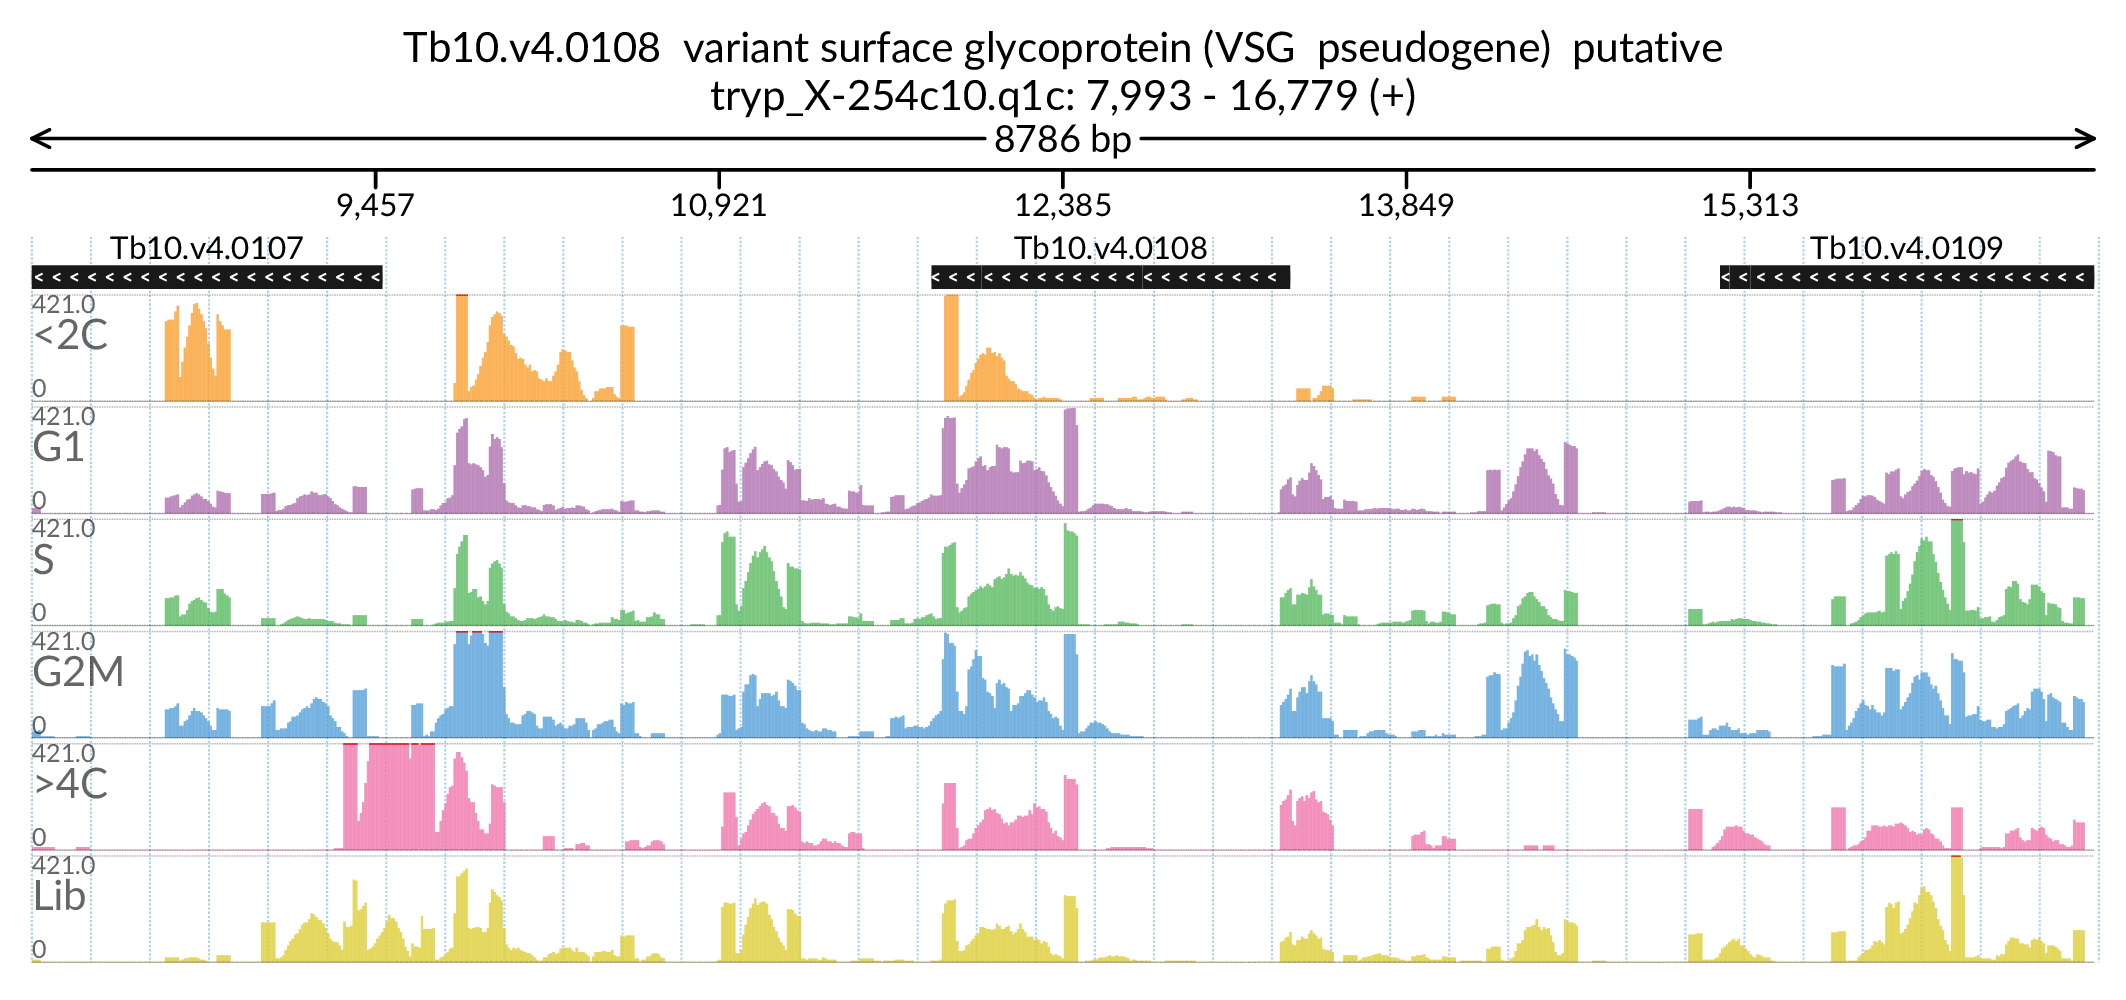 Tb10.v4.0108 variant surface glycoprotein (VSG pseudogene) putative
tryp_X-254c10.q1c: 7,993 - 16,779 (+)
8786 bp
9,457 10,921 12,385 13,849 15,313
Tb10.v4.0107 Tb10.v4.0108 Tb10.v4.0109
421.0
<2C
0
421.0
G1
0
421.0
S
0
421.0
G2M
0
421.0
>4C
0
421.0
Lib
0